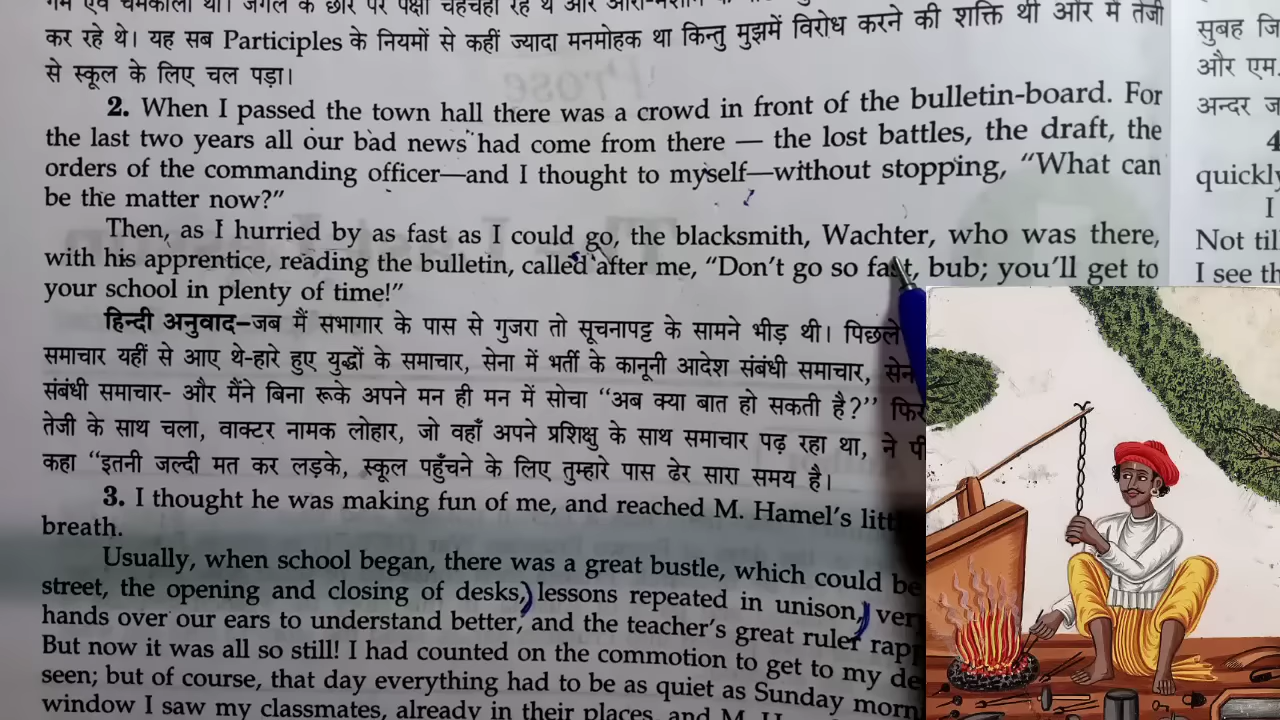 गर्म एवं चमकीला था। जंगल के छोर पर पक्षी चहचहा रहे थे और
कर रहे थे। यह सब Participles के नियमों से कहीं ज्यादा मनमोहक था किन्तु मुझमें विरोध करने की शक्ति थी और मैं तेजी
से स्कूल के लिए चल पड़ा।
2. When I passed the town hall there was a crowd in front of the bulletin-board. For
the last two years all our bad news had come from there — the lost battles, the draft, the
orders of the commanding officer—and I thought to myself—without stopping, “What can
be the matter now?”
Then, as I hurried by as fast as I could go, the blacksmith, Wachter, who was there,
with his apprentice, reading the bulletin, called after me, “Don’t go so fast, bub; you’ll get to
your school in plenty of time!”
हिन्दी अनुवाद–जब मैं सभागार के पास से गुजरा तो सूचनापट्ट के सामने भीड़ थी। पिछले
समाचार यहीं से आए थे-हारे हुए युद्धों के समाचार, सेना में भर्ती के कानूनी आदेश संबंधी समाचार,
संबंधी समाचार- और मैंने बिना रूके अपने मन ही मन में सोचा “अब क्या बात हो सकती है?”
तेजी के साथ चला, वाक्टर नामक लोहार, जो वहाँ अपने प्रशिक्षु के साथ समाचार पढ़ रहा था, ने
कहा “इतनी जल्दी मत कर लड़के, स्कूल पहुँचने के लिए तुम्हारे पास ढेर सारा समय है।
3. I thought he was making fun of me, and reached M. Hamel’s
breath.
Usually, when school began, there was a great bustle, which could be
street, the opening and closing of desks, lessons repeated in unison,
hands over our ears to understand better, and the teacher’s great ruler
But now it was all so still! I had counted on the commotion to get to my
seen; but of course, that day everything had to be as quiet as Sunday
window I saw my classmates, already in their places, and M.
सुबह
और एम.
अन्दर
4
quickly
I
Not
I see